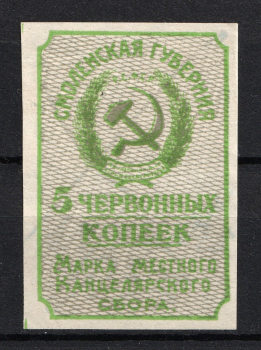 СМОЛЕНСКАЯ ГУБЕРНИЯ
5 ЧЕРВОННЫХ
КОПЕЕК
МАРКА МЕСТНОГО
КАНЦЕЛЯРСКОГО
СБОРА